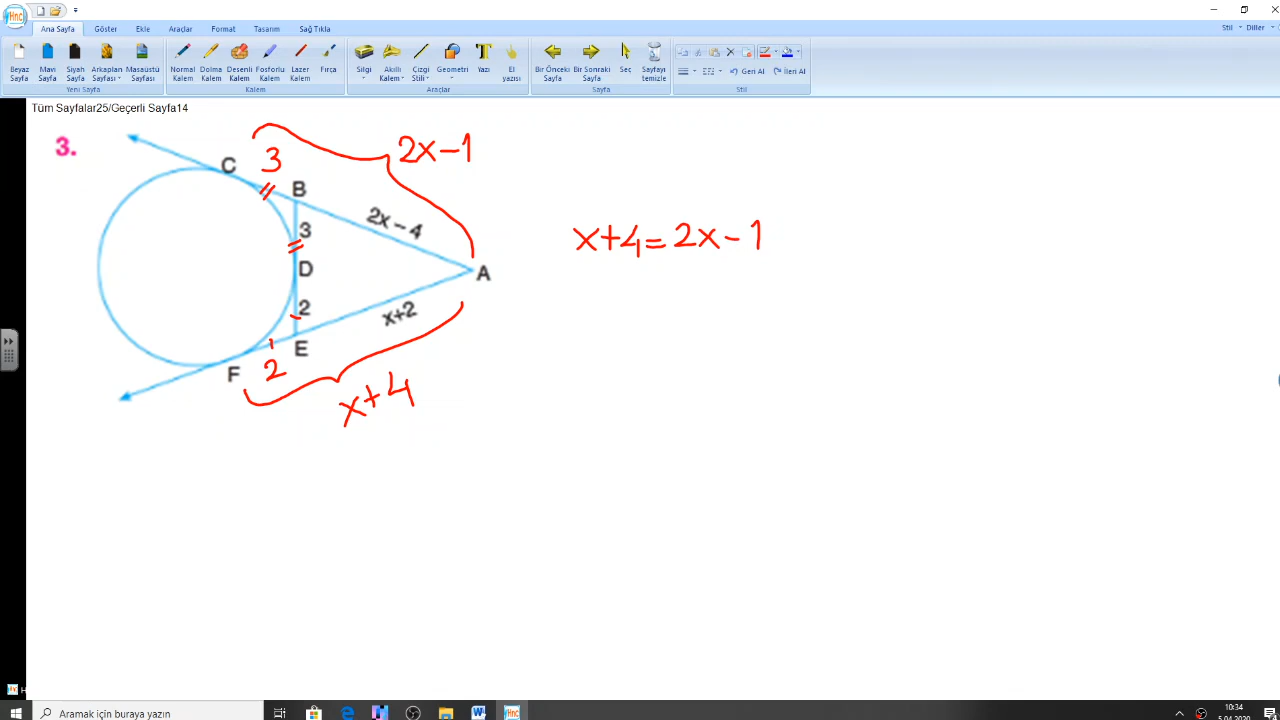 Stil Diller
Ana Sayfa Göster Ekle Araçlar Format Tasarım Sağ Tıkla
Beyaz Sayfa Mavi Sayfa Siyah Sayfa Arkaplan Sayfası Masaüstü Sayfası
Normal Kalem Dolma Kalem Desenli Kalem Fosforlu Kalem Lazer Kalem Fırça
Silgi Akıllı Kalem Çizgi Stili Geometri Yazı El yazısı
Bir Önceki Sayfa Bir Sonraki Sayfa Seç Sayfayı temizle
Geri Al İleri Al
Yeni Sayfa Kalem Araçlar Sayfa Stil
Tüm Sayfalar25/Geçerli Sayfa14
3.
2x-1
C 3
B
2x-4
3
x+4=2x-1
D
A
2
x+2
E
F 2
x+4
Aramak için buraya yazın
10:34
5.04.2020